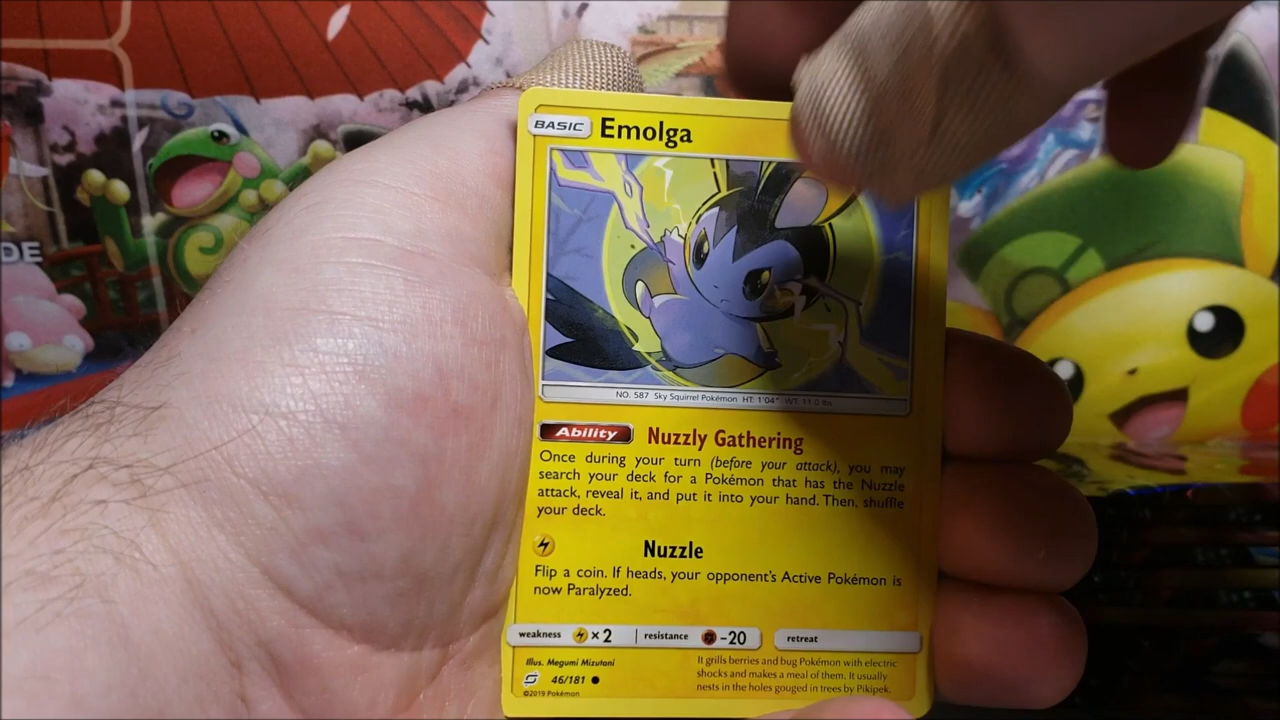 BASIC Emolga
DE
NO. 587 Sky Squirrel Pokémon HT: 1'04" WT: 11.0 lbs
Ability Nuzzly Gathering
Once during your turn (before your attack), you may
search your deck for a Pokémon that has the Nuzzle
attack, reveal it, and put it into your hand. Then, shuffle
your deck.
Nuzzle
Flip a coin. If heads, your opponent's Active Pokémon is
now Paralyzed.
weakness ×2 resistance -20 retreat
Illus. Megumi Mizutani
46/181
©2019 Pokémon
It grills berries and bug Pokémon with electric
shocks and makes a meal of them. It usually
nests in the holes gouged in trees by Pikipek.